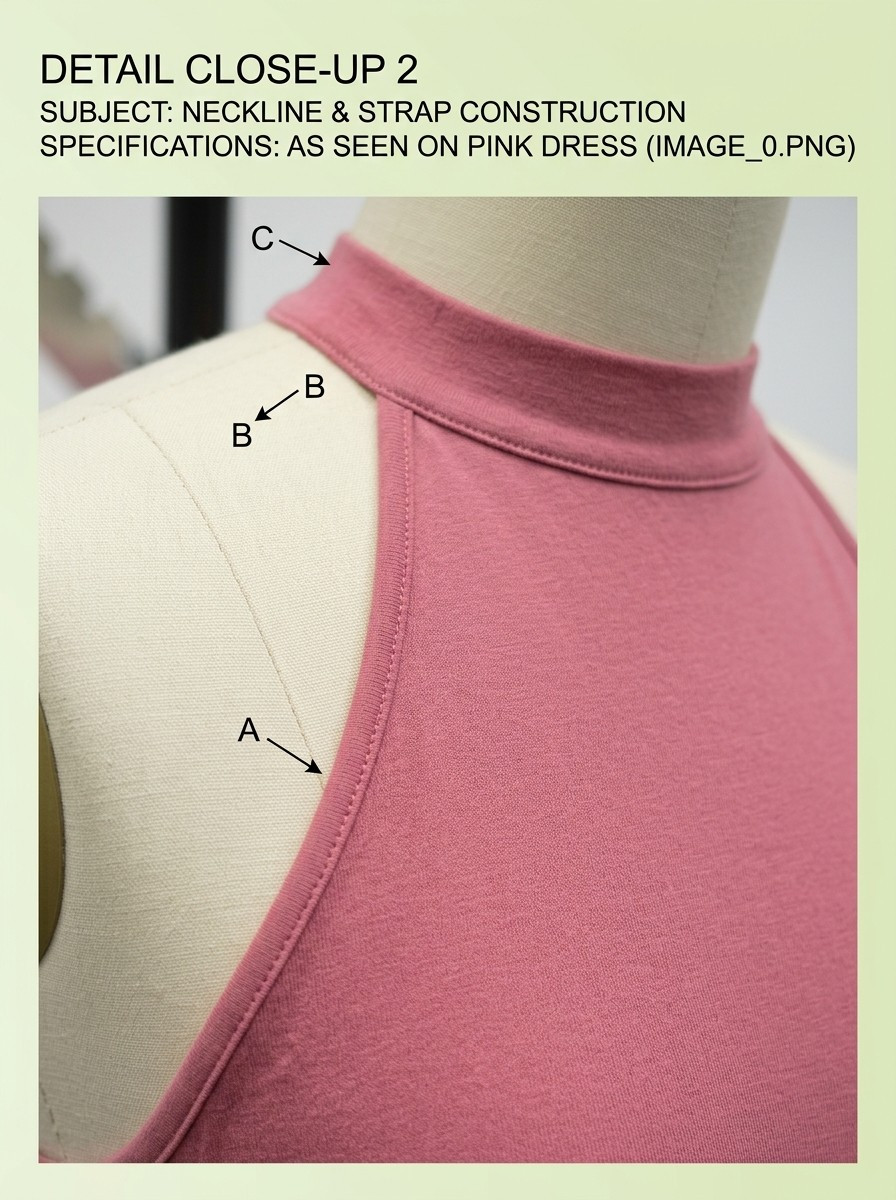 DETAIL CLOSE-UP 2
SUBJECT: NECKLINE & STRAP CONSTRUCTION
SPECIFICATIONS: AS SEEN ON PINK DRESS (IMAGE_0.PNG)
C
B
B
A